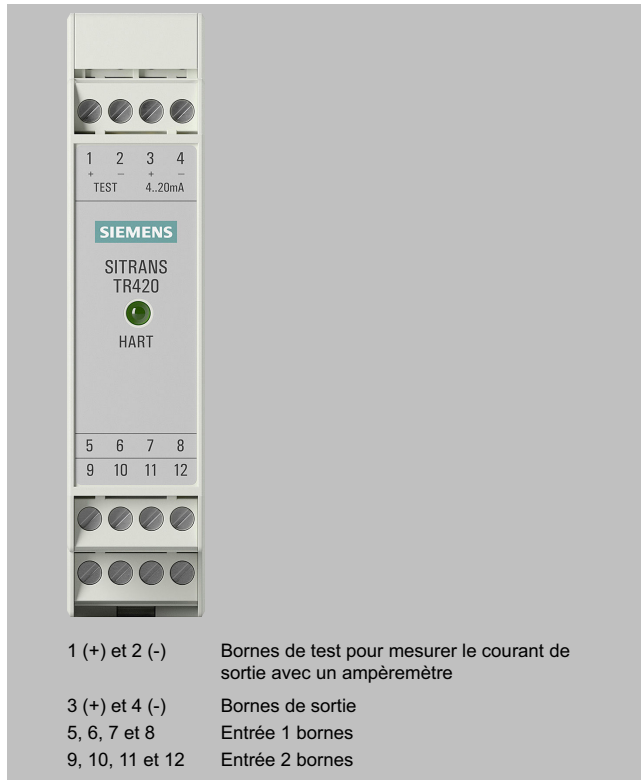 1 2 3 4
+ − + −
TEST 4..20mA
SIEMENS
SITRANS
TR420
HART
5 6 7 8
9 10 11 12
1 (+) et 2 (-) Bornes de test pour mesurer le courant de
sortie avec un ampèremètre
3 (+) et 4 (-) Bornes de sortie
5, 6, 7 et 8 Entrée 1 bornes
9, 10, 11 et 12 Entrée 2 bornes